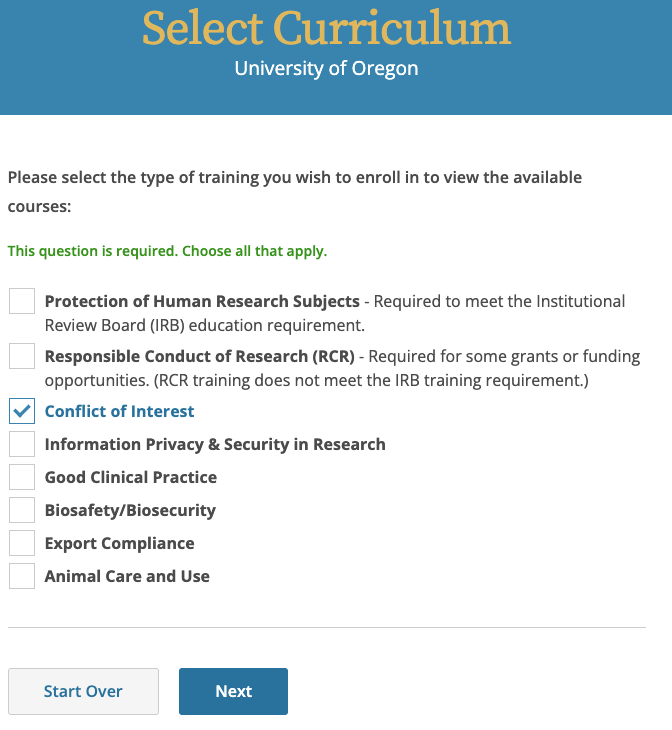 Select Curriculum
University of Oregon
Please select the type of training you wish to enroll in to view the available
courses:
This question is required. Choose all that apply.
Protection of Human Research Subjects - Required to meet the Institutional
Review Board (IRB) education requirement.
Responsible Conduct of Research (RCR) - Required for some grants or funding
opportunities. (RCR training does not meet the IRB training requirement.)
Conflict of Interest
Information Privacy & Security in Research
Good Clinical Practice
Biosafety/Biosecurity
Export Compliance
Animal Care and Use
Start Over
Next